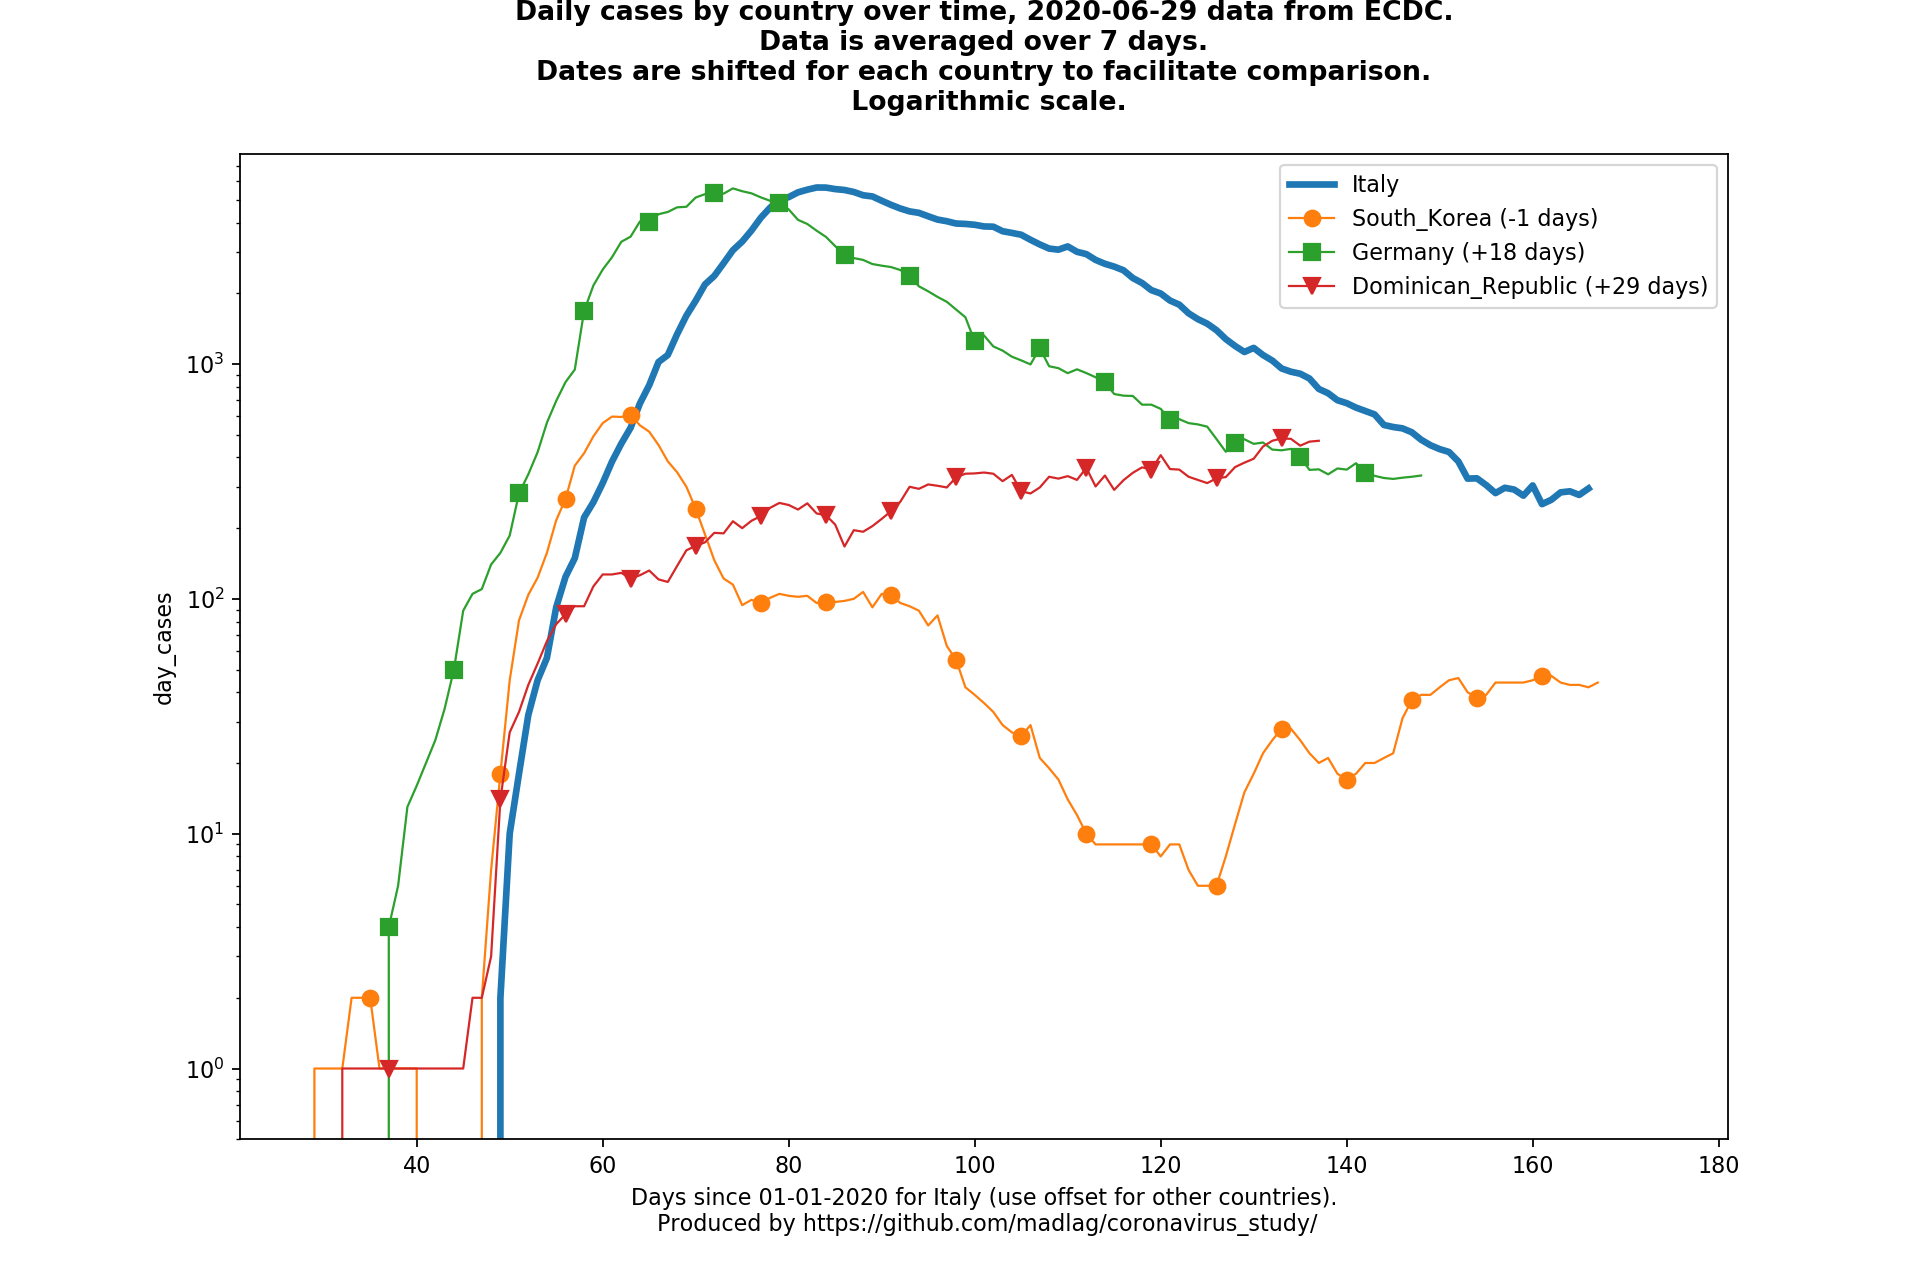 Daily cases by country over time, 2020-06-29 data from ECDC.
Data is averaged over 7 days.
Dates are shifted for each country to facilitate comparison.
Logarithmic scale.
Italy
South_Korea (-1 days)
Germany (+18 days)
Dominican_Republic (+29 days)
day_cases
10³
10²
10¹
10⁰
40 60 80 100 120 140 160 180
Days since 01-01-2020 for Italy (use offset for other countries).
Produced by https://github.com/madlag/coronavirus_study/